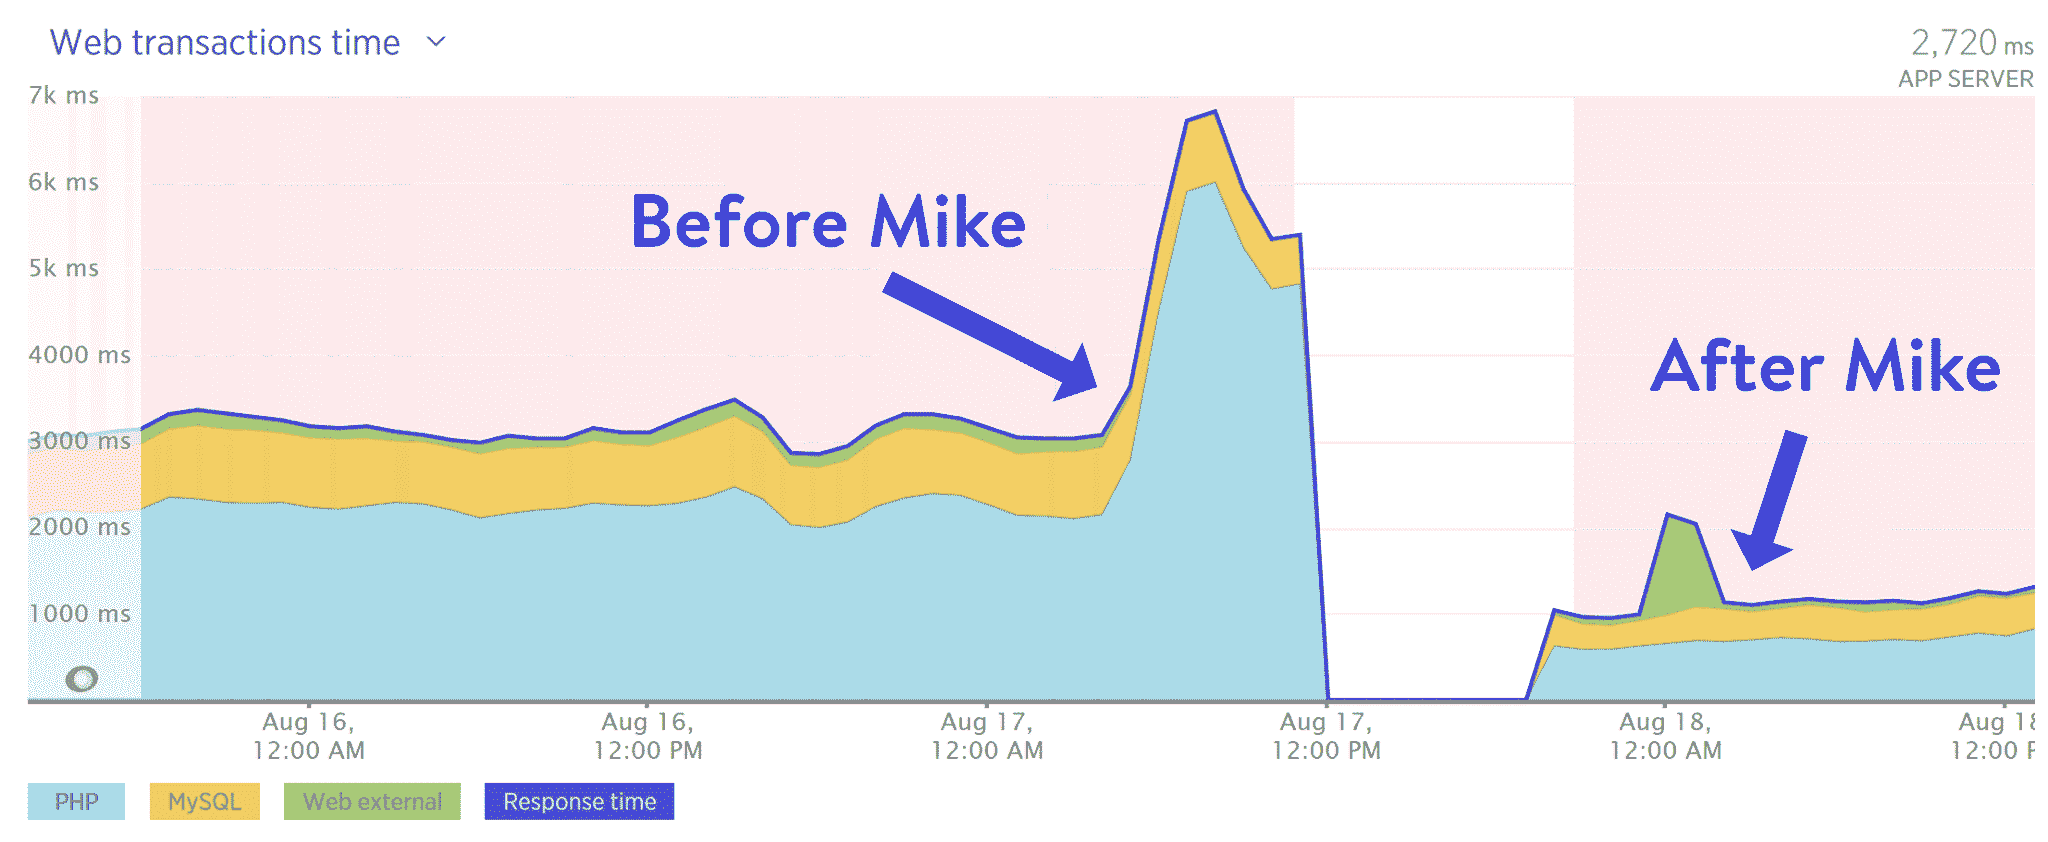 Web transactions time
2,720 ms
APP SERVER
7k ms
6k ms
5k ms
4000 ms
3000 ms
2000 ms
1000 ms
Before Mike
After Mike
Aug 16,
12:00 AM
Aug 16,
12:00 PM
Aug 17,
12:00 AM
Aug 17,
12:00 PM
Aug 18,
12:00 AM
Aug 18
12:00 P
PHP
MySQL
Web external
Response time